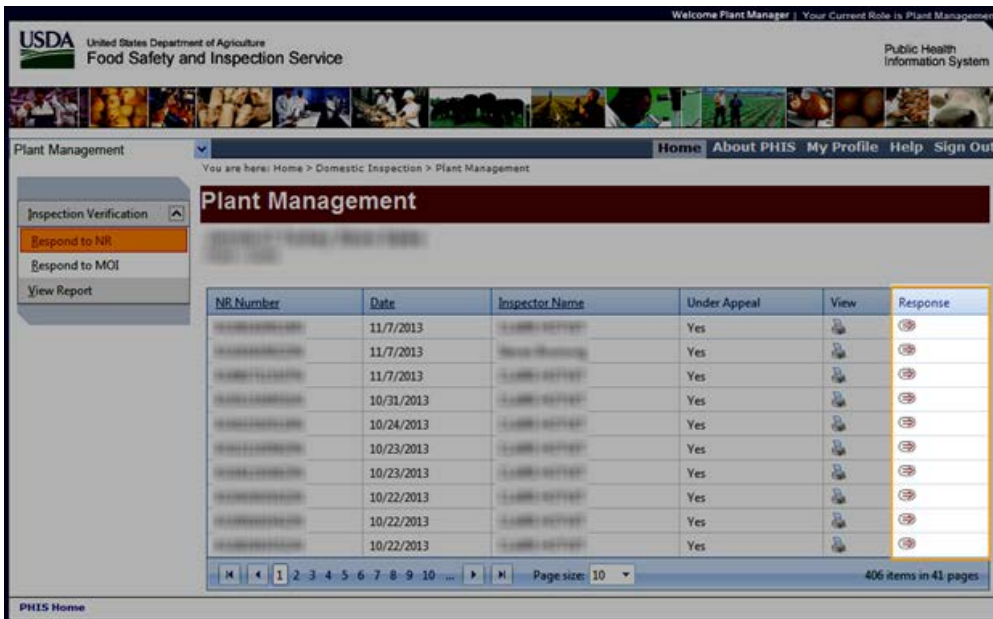 Welcome Plant Manager | Your Current Role is Plant Managemen
USDA
United States Department of Agriculture
Food Safety and Inspection Service
Public Health
Information System
Plant Management
Home About PHIS My Profile Help Sign Out
You are here: Home > Domestic Inspection > Plant Management
Inspection Verification
Respond to NR
Respond to MOI
View Report
Plant Management
NR Number Date Inspector Name Under Appeal View Response
11/7/2013 Yes
11/7/2013 Yes
11/7/2013 Yes
10/31/2013 Yes
10/24/2013 Yes
10/23/2013 Yes
10/23/2013 Yes
10/22/2013 Yes
10/22/2013 Yes
10/22/2013 Yes
1 2 3 4 5 6 7 8 9 10 ... Page size: 10 406 items in 41 pages
PHIS Home